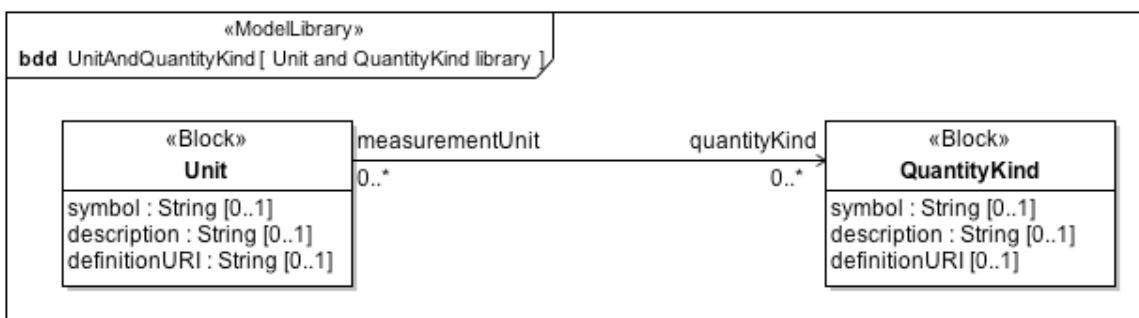 «ModelLibrary»
bdd UnitAndQuantityKind [ Unit and QuantityKind library ]
«Block»
Unit
symbol : String [0..1]
description : String [0..1]
definitionURI : String [0..1]
measurementUnit
0..*
quantityKind
0..*
«Block»
QuantityKind
symbol : String [0..1]
description : String [0..1]
definitionURI [0..1]